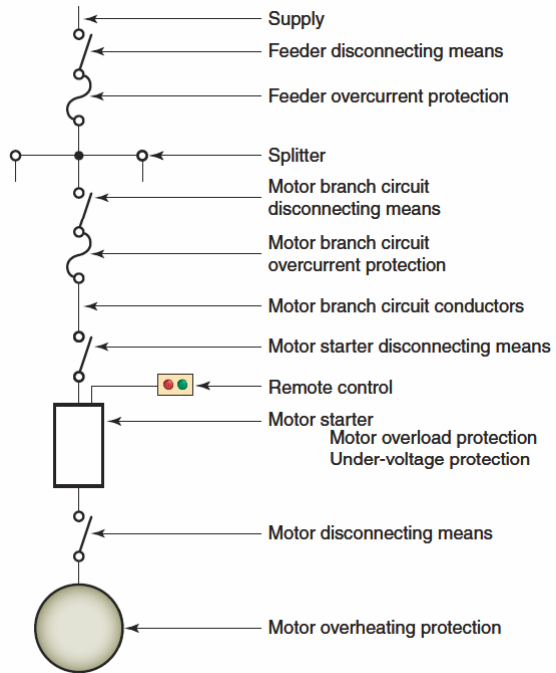 Supply
Feeder disconnecting means
Feeder overcurrent protection
Splitter
Motor branch circuit
disconnecting means
Motor branch circuit
overcurrent protection
Motor branch circuit conductors
Motor starter disconnecting means
Remote control
Motor starter
Motor overload protection
Under-voltage protection
Motor disconnecting means
Motor overheating protection